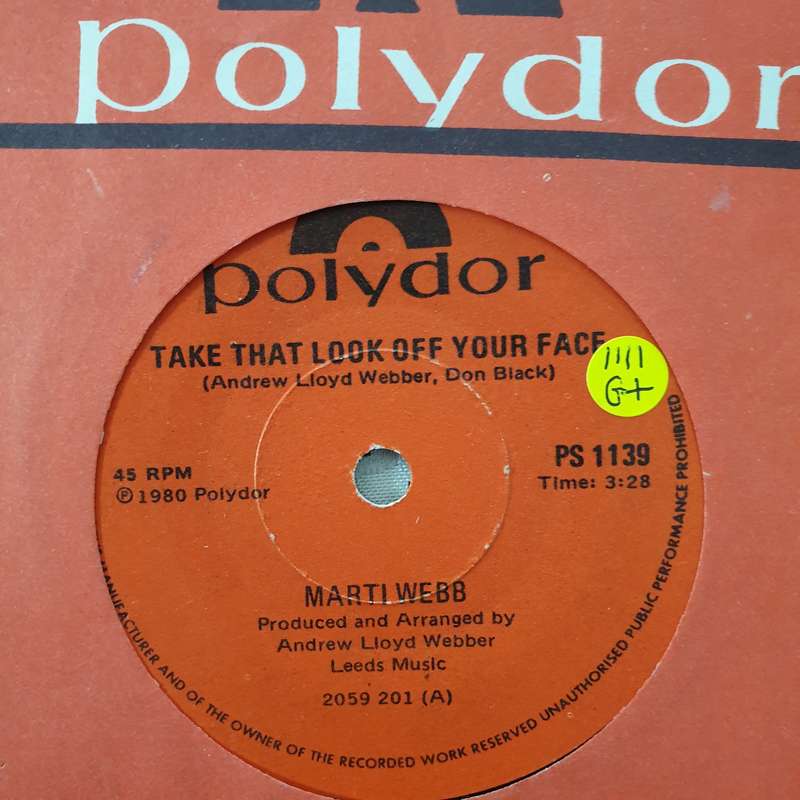 polydor
polydor
TAKE THAT LOOK OFF YOUR FACE
(Andrew Lloyd Webber, Don Black)
1111
G+
45 RPM
℗ 1980 Polydor
PS 1139
Time: 3:28
MARTI WEBB
Produced and Arranged by
Andrew Lloyd Webber
Leeds Music
2059 201 (A)
MANUFACTURER AND OF THE OWNER OF THE RECORDED WORK RESERVED UNAUTHORISED PUBLIC PERFORMANCE PROHIBITED